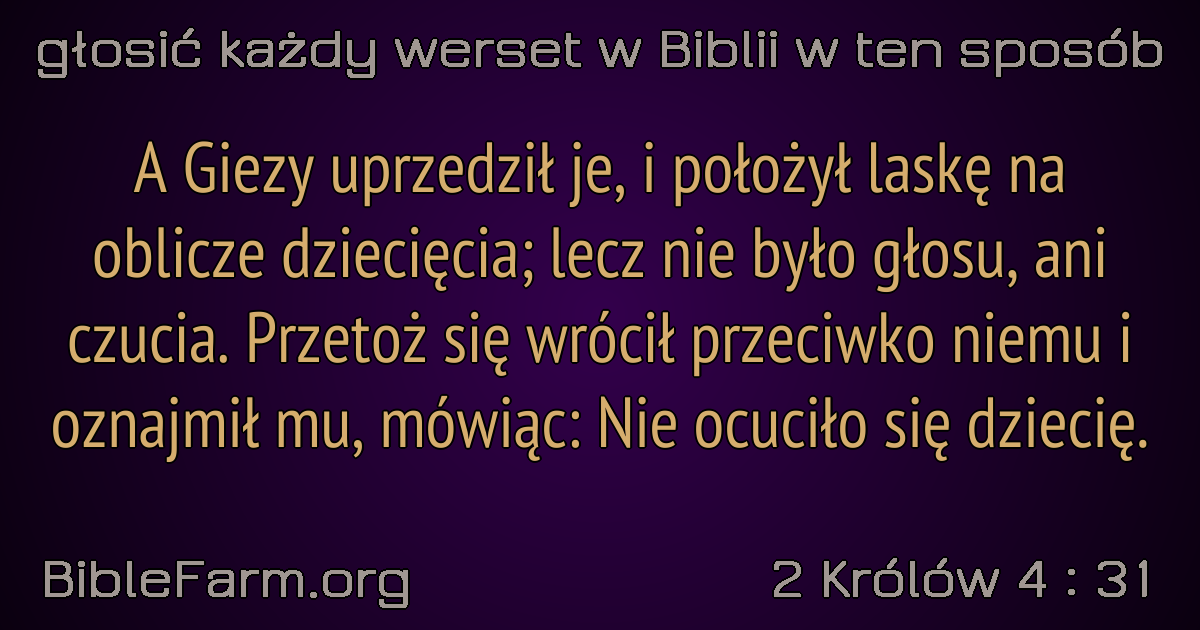 głosić każdy werset w Biblii w ten sposób
A Giezy uprzedził je, i położył laskę na
oblicze dziecięcia; lecz nie było głosu, ani
czucia. Przetoż się wrócił przeciwko niemu i
oznajmił mu, mówiąc: Nie ocuciło się dziecię.
BibleFarm.org
2 Królów 4 : 31